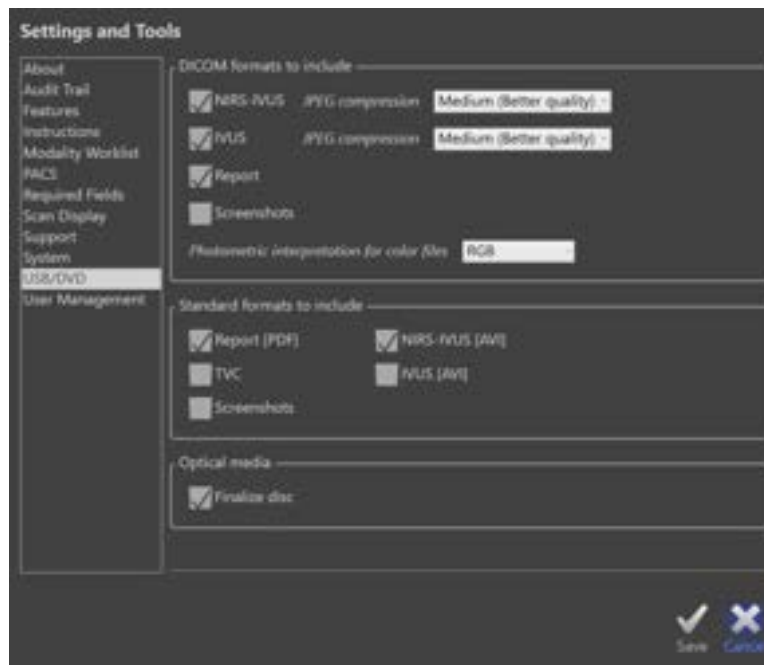 Settings and Tools
About
Audit Trail
Features
Instructions
Modality Worklist
PACS
Required Fields
Scan Display
Support
System
USB/DVD
User Management
DICOM formats to include
NIRS-IVUS JPEG compression Medium (Better quality)
IVUS JPEG compression Medium (Better quality)
Report
Screenshots
Photometric interpretation for color files RGB
Standard formats to include
Report [PDF] NIRS-IVUS [AVI]
TVC IVUS [AVI]
Screenshots
Optical media
Finalize disc
Save Cancel